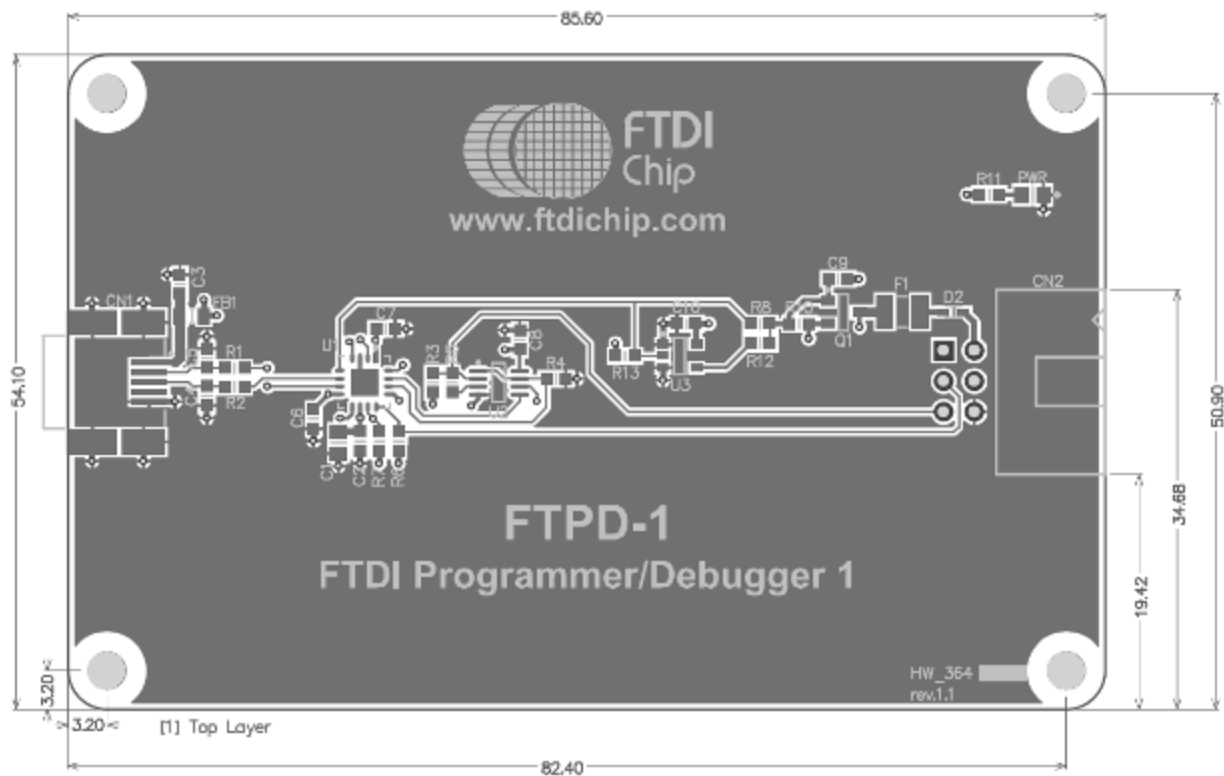 85.60
FTDI
Chip
www.ftdichip.com
R11 PWR
C3
CN1
FB1
C9
F1
D2
CN2
C7
C10
R8
U1
C8
Q1
R1
R3
R4
R13
R12
U3
R2
C6
C1
C2
R7
R6
54.10
50.90
34.68
19.42
FTPD-1
FTDI Programmer/Debugger 1
HW_364
rev.1.1
3.20
3.20
[1] Top Layer
82.40